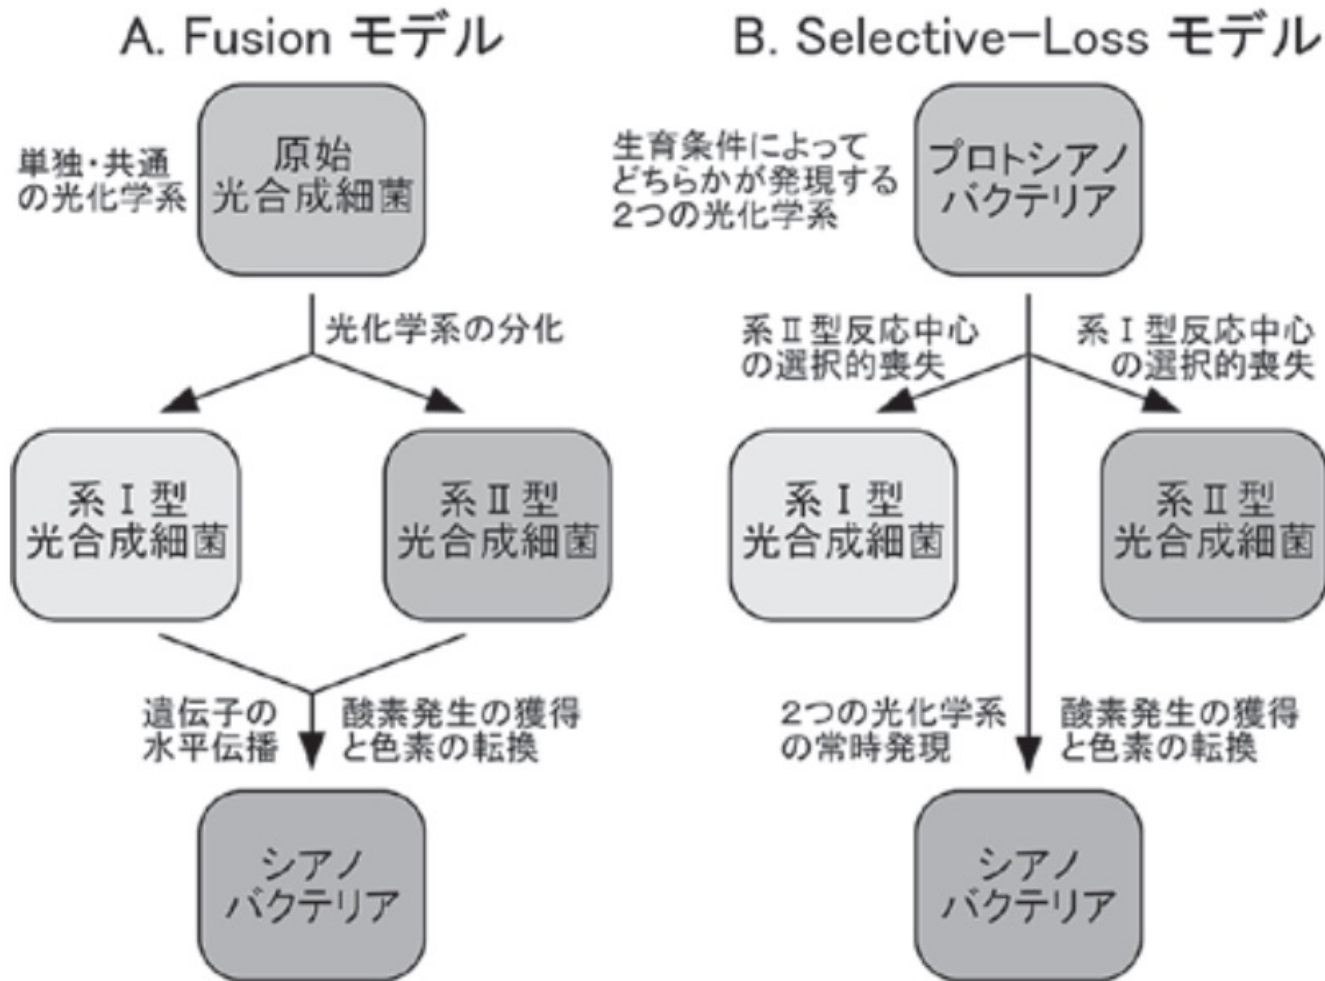 A. Fusion モデル
単独・共通
の光化学系
原始
光合成細菌
光化学系の分化
系Ⅰ型
光合成細菌
系Ⅱ型
光合成細菌
遺伝子の
水平伝播
酸素発生の獲得
と色素の転換
シアノ
バクテリア
B. Selective-Loss モデル
生育条件によって
どちらかが発現する
2つの光化学系
プロトシアノ
バクテリア
系Ⅱ型反応中心
の選択的喪失
系Ⅰ型反応中心
の選択的喪失
系Ⅰ型
光合成細菌
系Ⅱ型
光合成細菌
2つの光化学系
の常時発現
酸素発生の獲得
と色素の転換
シアノ
バクテリア